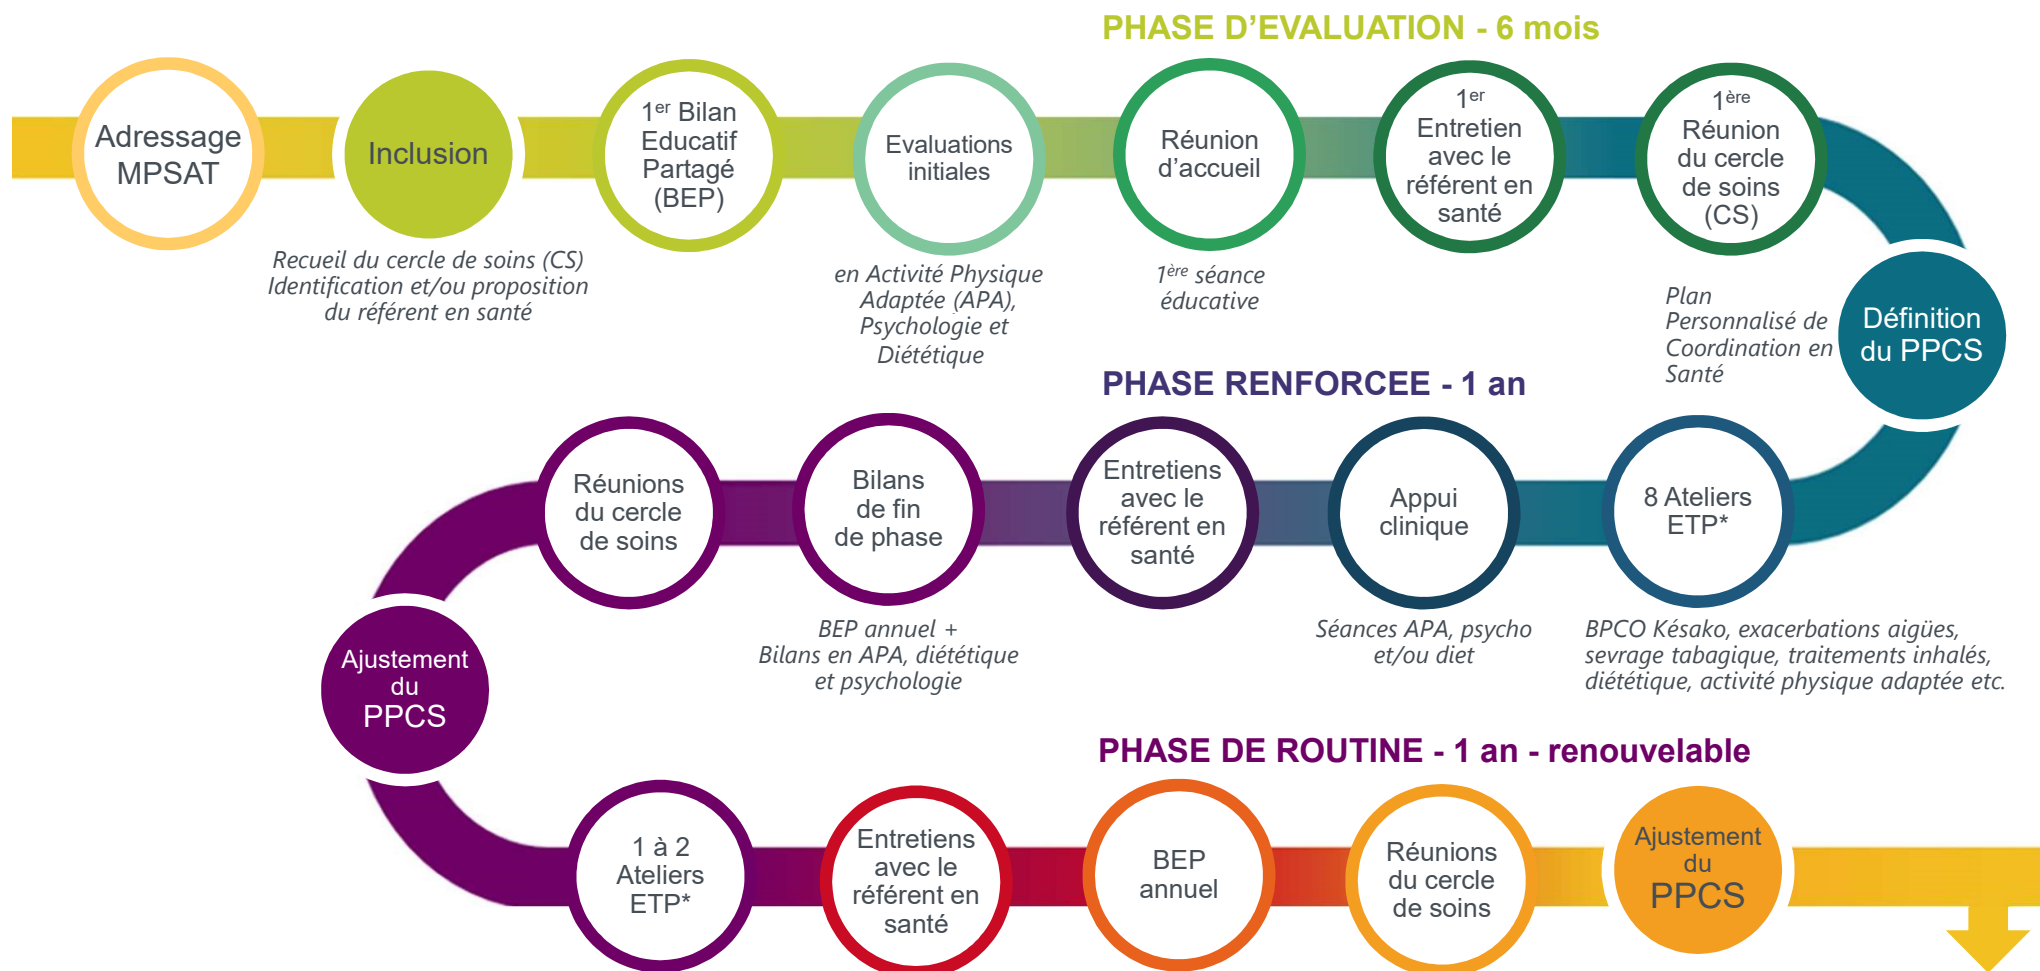 PHASE D’EVALUATION - 6 mois
Adressage
MPSAT
Inclusion
Recueil du cercle de soins (CS)
Identification et/ou proposition
du référent en santé
1er Bilan
Educatif
Partagé
(BEP)
Evaluations
initiales
en Activité Physique
Adaptée (APA),
Psychologie et
Diététique
Réunion
d’accueil
1ère séance
éducative
1er
Entretien
avec le
référent en
santé
1ère
Réunion
du cercle
de soins
(CS)
Plan
Personnalisé de
Coordination en
Santé
Définition
du PPCS
PHASE RENFORCEE - 1 an
8 Ateliers
ETP*
BPCO Késako, exacerbations aigües,
sevrage tabagique, traitements inhalés,
diététique, activité physique adaptée etc.
Appui
clinique
Séances APA, psycho
et/ou diet
Entretiens
avec le
référent en
santé
Bilans
de fin
de phase
BEP annuel +
Bilans en APA, diététique
et psychologie
Réunions
du cercle
de soins
Ajustement
du
PPCS
PHASE DE ROUTINE - 1 an - renouvelable
1 à 2
Ateliers
ETP*
Entretiens
avec le
référent en
santé
BEP
annuel
Réunions
du cercle
de soins
Ajustement
du
PPCS